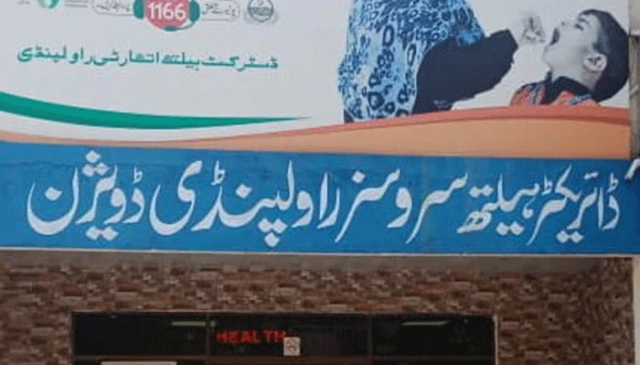 1166
ڈسٹرکٹ ہیلتھ اتھارٹی راولپنڈی
ڈائریکٹر ہیلتھ سروسز راولپنڈی ڈویژن
HEALTH